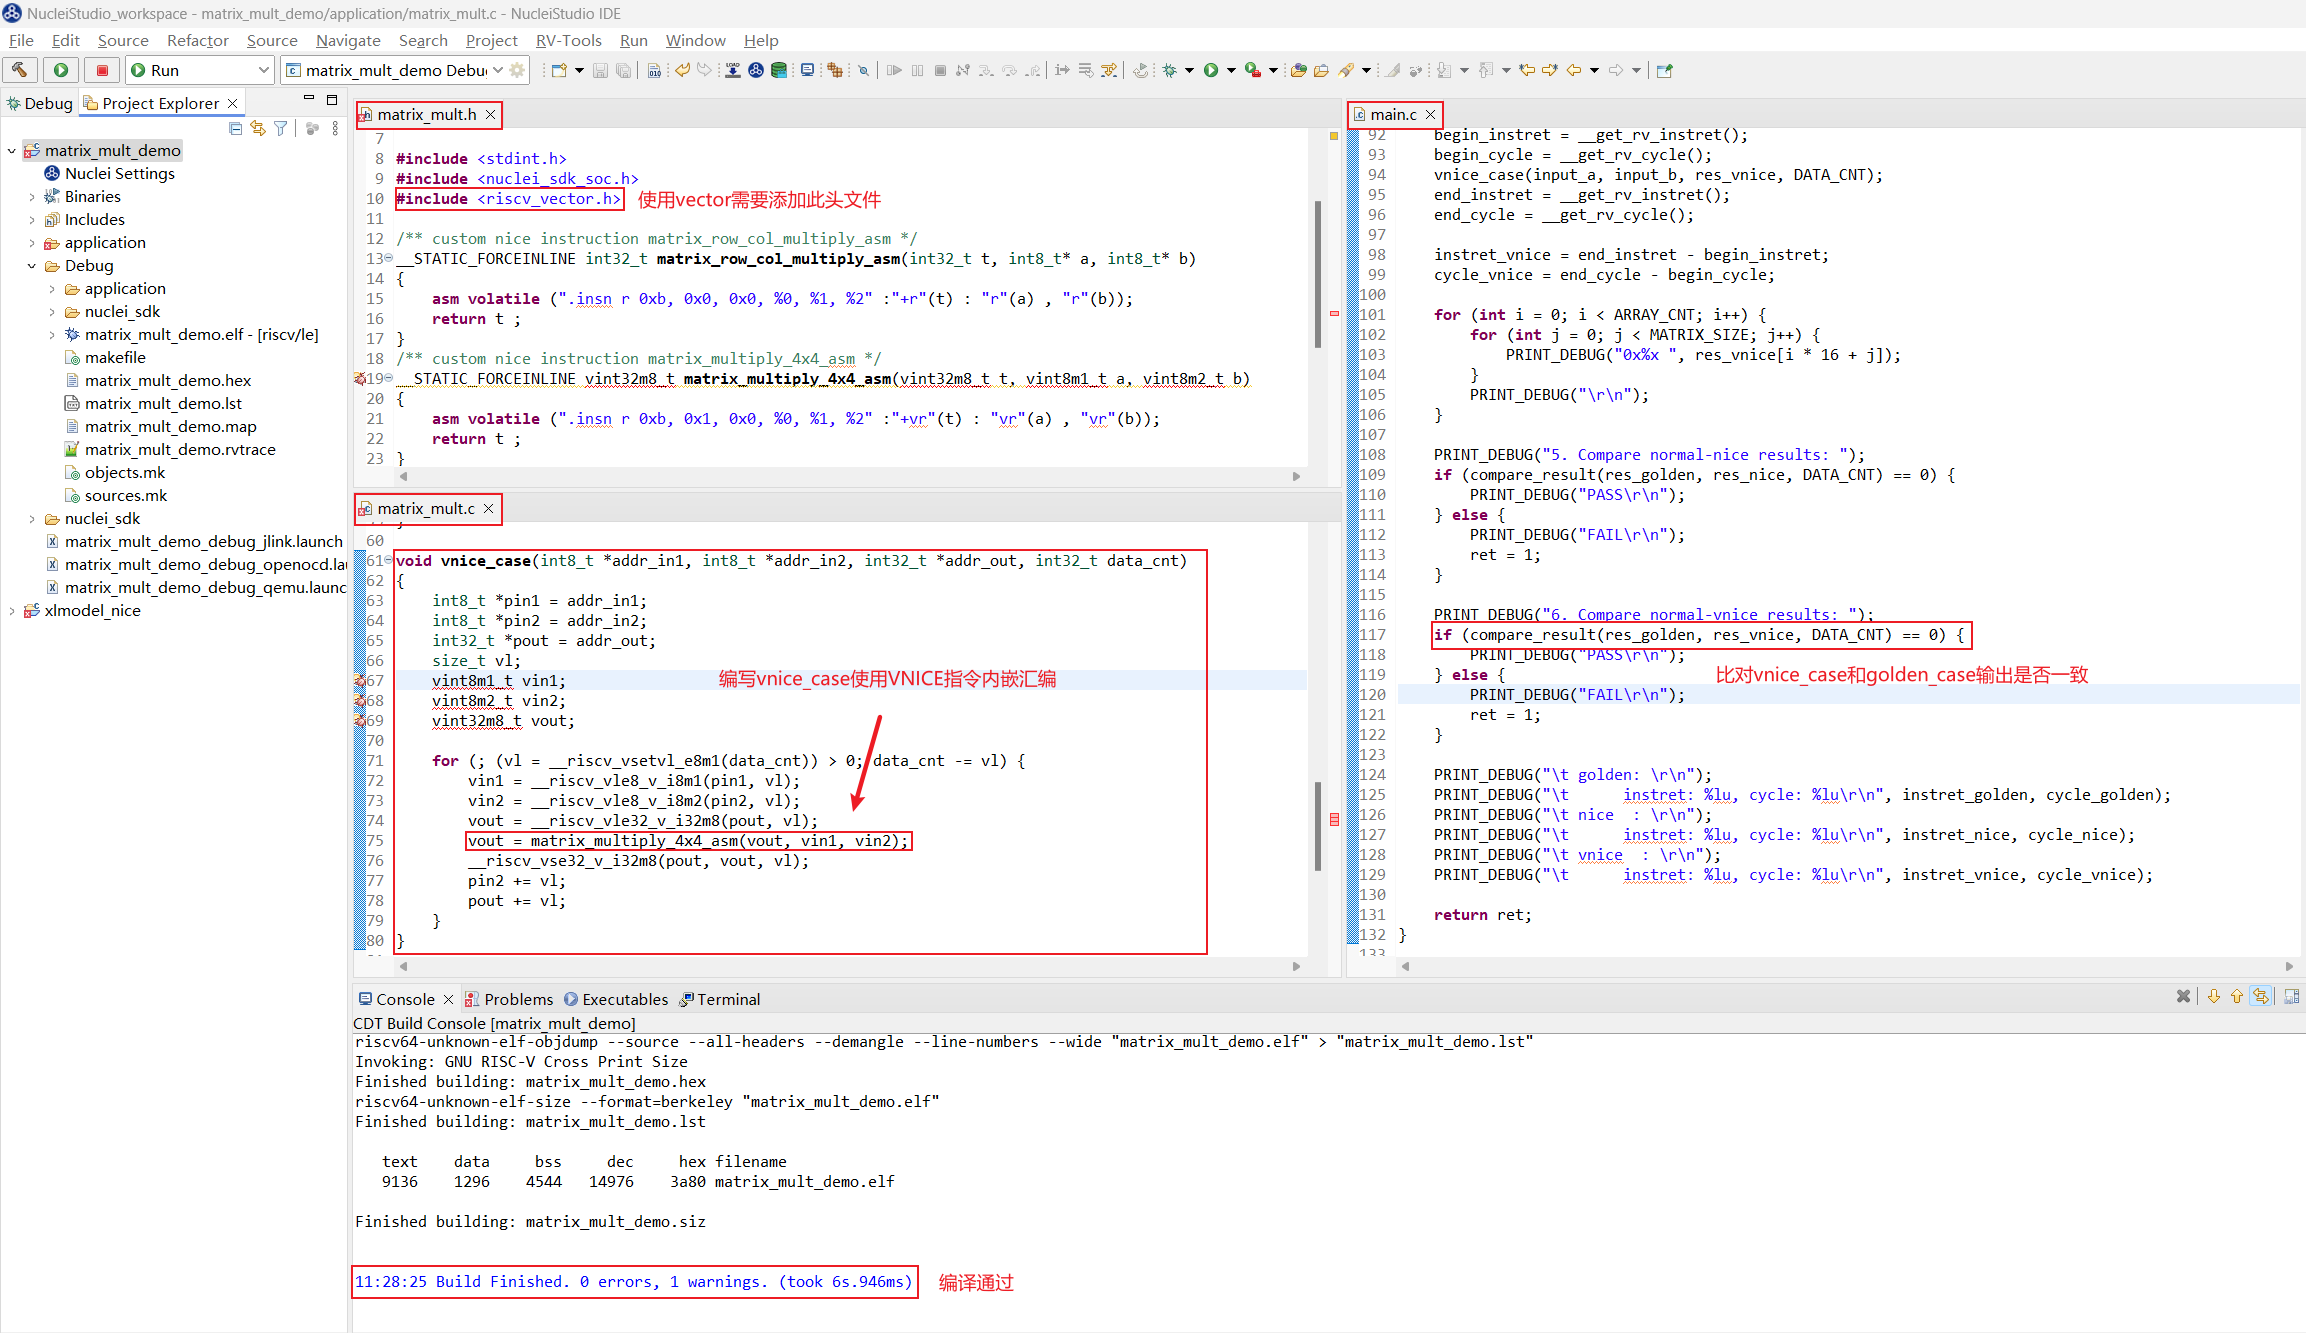 NucleiStudio_workspace - matrix_mult_demo/application/matrix_mult.c - NucleiStudio IDE
File Edit Source Refactor Source Navigate Search Project RV-Tools Run Window Help
Run matrix_mult_demo Debug
Debug Project Explorer
matrix_mult_demo
Nuclei Settings
Binaries
Includes
application
Debug
application
nuclei_sdk
matrix_mult_demo.elf - [riscv/le]
makefile
matrix_mult_demo.hex
matrix_mult_demo.lst
matrix_mult_demo.map
matrix_mult_demo.rvtrace
objects.mk
sources.mk
nuclei_sdk
matrix_mult_demo_debug_jlink.launch
matrix_mult_demo_debug_openocd.lau
matrix_mult_demo_debug_qemu.launc
xlmodel_nice
matrix_mult.h
7
8 #include <stdint.h>
9 #include <nuclei_sdk_soc.h>
10 #include <riscv_vector.h> 使用vector需要添加此头文件
11
12 /** custom nice instruction matrix_row_col_multiply_asm */
13 __STATIC_FORCEINLINE int32_t matrix_row_col_multiply_asm(int32_t t, int8_t* a, int8_t* b)
14 {
15 asm volatile (".insn r 0xb, 0x0, 0x0, %0, %1, %2" :"+r"(t) : "r"(a) , "r"(b));
16 return t ;
17 }
18 /** custom nice instruction matrix_multiply_4x4_asm */
19 __STATIC_FORCEINLINE vint32m8_t matrix_multiply_4x4_asm(vint32m8_t t, vint8m1_t a, vint8m2_t b)
20 {
21 asm volatile (".insn r 0xb, 0x1, 0x0, %0, %1, %2" :"+vr"(t) : "vr"(a) , "vr"(b));
22 return t ;
23 }
matrix_mult.c
60
61 void vnice_case(int8_t *addr_in1, int8_t *addr_in2, int32_t *addr_out, int32_t data_cnt)
62 {
63 int8_t *pin1 = addr_in1;
64 int8_t *pin2 = addr_in2;
65 int32_t *pout = addr_out;
66 size_t vl;
67 vint8m1_t vin1; 编写vnice_case使用VNICE指令内嵌汇编
68 vint8m2_t vin2;
69 vint32m8_t vout;
70
71 for (; (vl = __riscv_vsetvl_e8m1(data_cnt)) > 0; data_cnt -= vl) {
72 vin1 = __riscv_vle8_v_i8m1(pin1, vl);
73 vin2 = __riscv_vle8_v_i8m2(pin2, vl);
74 vout = __riscv_vle32_v_i32m8(pout, vl);
75 vout = matrix_multiply_4x4_asm(vout, vin1, vin2);
76 __riscv_vse32_v_i32m8(pout, vout, vl);
77 pin2 += vl;
78 pout += vl;
79 }
80 }
main.c
92 begin_instret = __get_rv_instret();
93 begin_cycle = __get_rv_cycle();
94 vnice_case(input_a, input_b, res_vnice, DATA_CNT);
95 end_instret = __get_rv_instret();
96 end_cycle = __get_rv_cycle();
97
98 instret_vnice = end_instret - begin_instret;
99 cycle_vnice = end_cycle - begin_cycle;
100
101 for (int i = 0; i < ARRAY_CNT; i++) {
102 for (int j = 0; j < MATRIX_SIZE; j++) {
103 PRINT_DEBUG("0x%x ", res_vnice[i * 16 + j]);
104 }
105 PRINT_DEBUG("\r\n");
106 }
107
108 PRINT_DEBUG("5. Compare normal-nice results: ");
109 if (compare_result(res_golden, res_nice, DATA_CNT) == 0) {
110 PRINT_DEBUG("PASS\r\n");
111 } else {
112 PRINT_DEBUG("FAIL\r\n");
113 ret = 1;
114 }
115
116 PRINT_DEBUG("6. Compare normal-vnice results: ");
117 if (compare_result(res_golden, res_vnice, DATA_CNT) == 0) {
118 PRINT_DEBUG("PASS\r\n");
119 } else { 比对vnice_case和golden_case输出是否一致
120 PRINT_DEBUG("FAIL\r\n");
121 ret = 1;
122 }
123
124 PRINT_DEBUG("\t golden: \r\n");
125 PRINT_DEBUG("\t instret: %lu, cycle: %lu\r\n", instret_golden, cycle_golden);
126 PRINT_DEBUG("\t nice : \r\n");
127 PRINT_DEBUG("\t instret: %lu, cycle: %lu\r\n", instret_nice, cycle_nice);
128 PRINT_DEBUG("\t vnice : \r\n");
129 PRINT_DEBUG("\t instret: %lu, cycle: %lu\r\n", instret_vnice, cycle_vnice);
130
131 return ret;
132 }
133
Console Problems Executables Terminal
CDT Build Console [matrix_mult_demo]
riscv64-unknown-elf-objdump --source --all-headers --demangle --line-numbers --wide "matrix_mult_demo.elf" > "matrix_mult_demo.lst"
Invoking: GNU RISC-V Cross Print Size
Finished building: matrix_mult_demo.hex
riscv64-unknown-elf-size --format=berkeley "matrix_mult_demo.elf"
Finished building: matrix_mult_demo.lst
text data bss dec hex filename
9136 1296 4544 14976 3a80 matrix_mult_demo.elf
Finished building: matrix_mult_demo.siz
11:28:25 Build Finished. 0 errors, 1 warnings. (took 6s.946ms) 编译通过